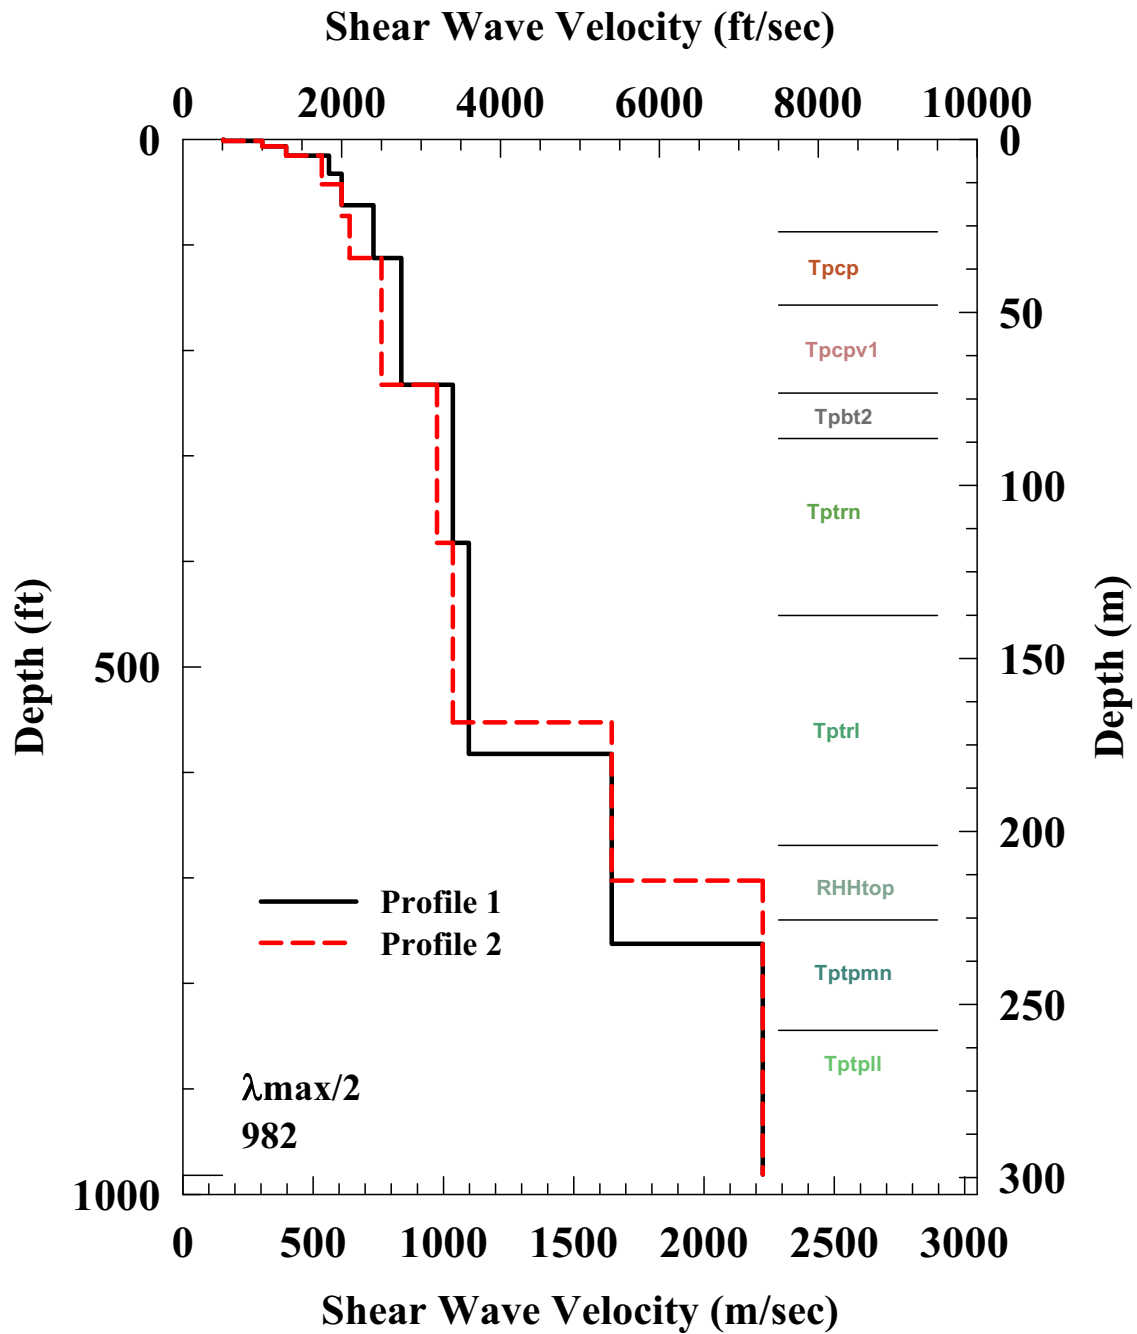 Shear Wave Velocity (ft/sec)
0 2000 4000 6000 8000 10000
0 0
Tpcp
50
Tpcpv1
Tpbt2
100
Tptrn
Depth (ft)
Depth (m)
500
150
Tptrl
200
RHHtop
Profile 1
Profile 2
Tptpmn
250
Tptpll
λmax/2
982
300
1000
0 500 1000 1500 2000 2500 3000
Shear Wave Velocity (m/sec)